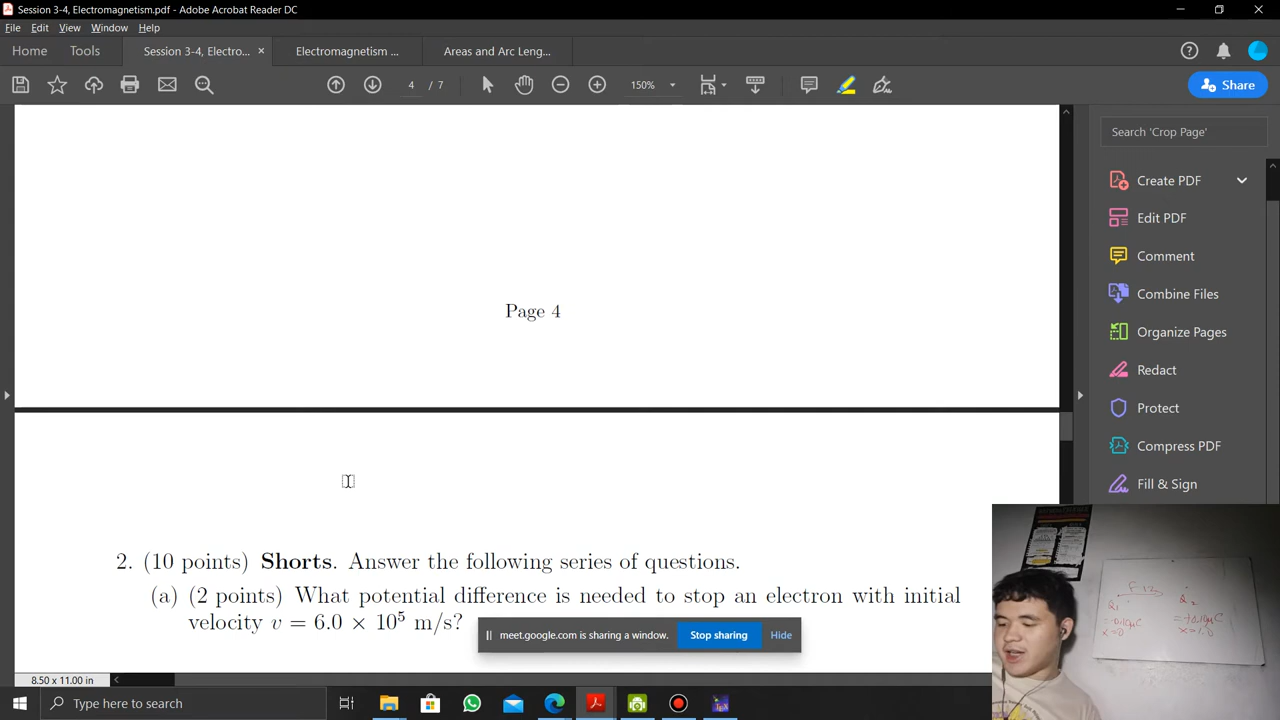 Session 3-4, Electromagnetism.pdf - Adobe Acrobat Reader DC
File Edit View Window Help
Home Tools Session 3-4, Electro... × Electromagnetism ... Areas and Arc Leng...
4 / 7 150% Share
Search 'Crop Page'
Create PDF
Edit PDF
Comment
Combine Files
Organize Pages
Redact
Protect
Compress PDF
Fill & Sign
Page 4
2. (10 points) Shorts. Answer the following series of questions.
(a) (2 points) What potential difference is needed to stop an electron with initial
velocity v = 6.0 × 10⁵ m/s?
meet.google.com is sharing a window. Stop sharing Hide
8.50 x 11.00 in
Type here to search